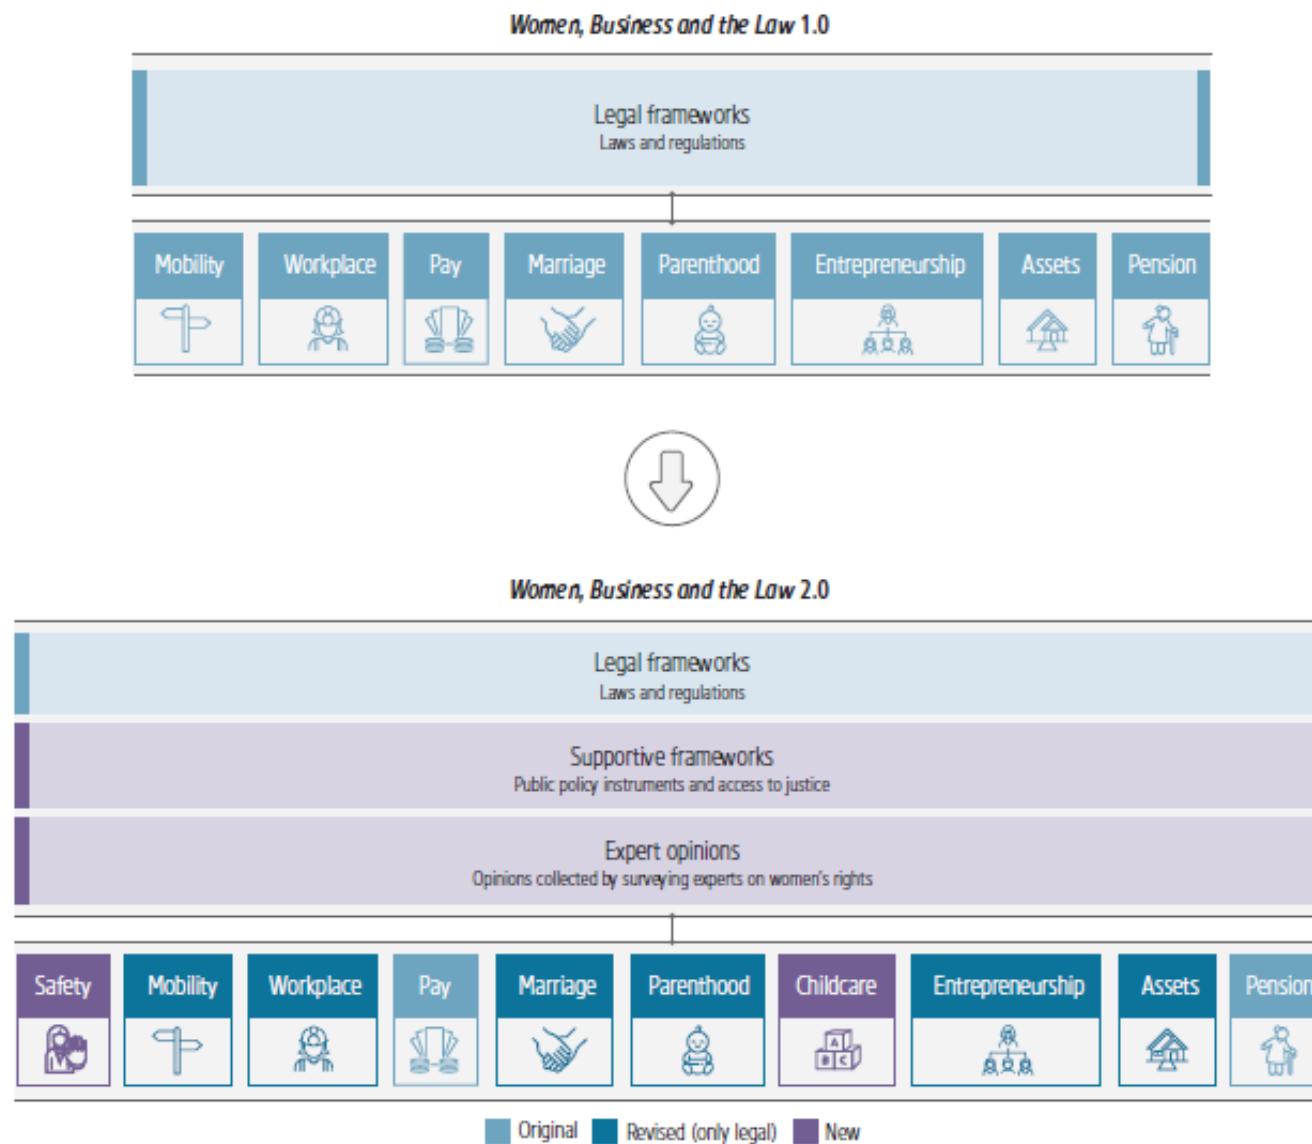 Women, Business and the Law 1.0
Legal frameworks
Laws and regulations
Mobility Workplace Pay Marriage Parenthood Entrepreneurship Assets Pension
Women, Business and the Law 2.0
Legal frameworks
Laws and regulations
Supportive frameworks
Public policy instruments and access to justice
Expert opinions
Opinions collected by surveying experts on women's rights
Safety Mobility Workplace Pay Marriage Parenthood Childcare Entrepreneurship Assets Pension
A
B C
Original Revised (only legal) New